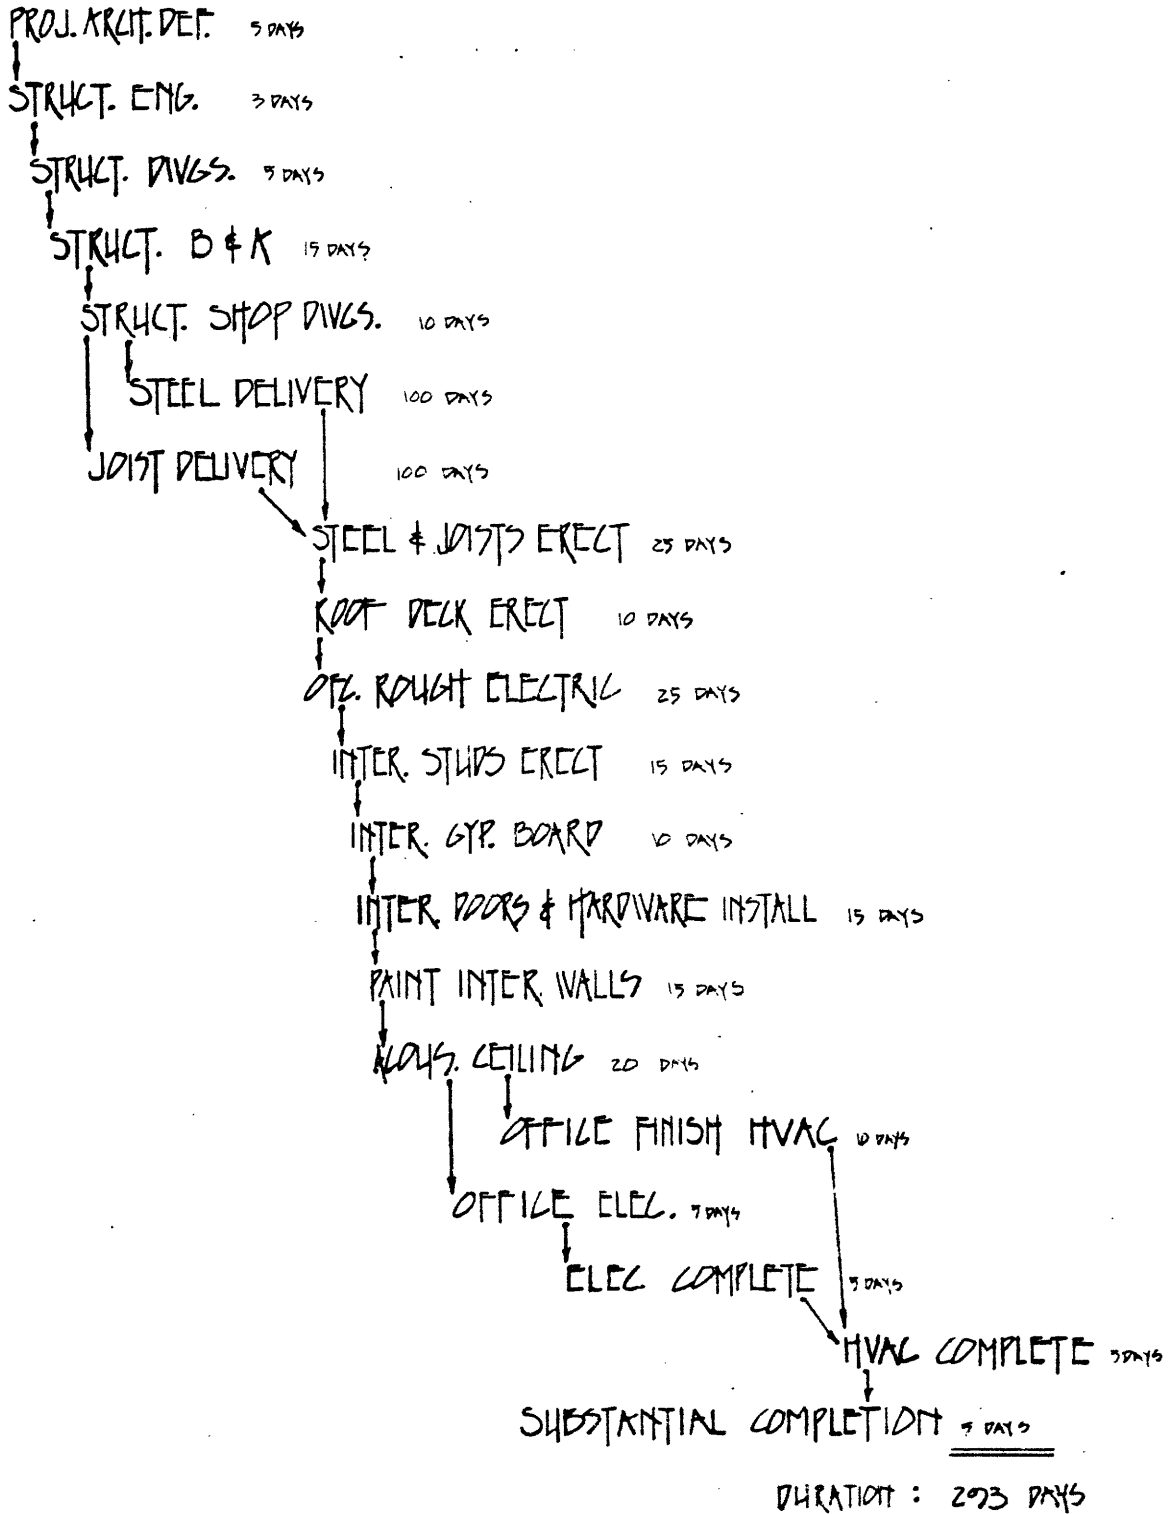 PROJ. ARCH. DEF. 5 DAYS
STRUCT. ENG. 3 DAYS
STRUCT. DWGS. 5 DAYS
STRUCT. B & A 15 DAYS
STRUCT. SHOP DWGS. 10 DAYS
STEEL DELIVERY 100 DAYS
JOIST DELIVERY 100 DAYS
STEEL & JOISTS ERECT 25 DAYS
ROOF DECK ERECT 10 DAYS
OFC. ROUGH ELECTRIC 25 DAYS
INTER. STUDS ERECT 15 DAYS
INTER. GYP. BOARD 10 DAYS
INTER. DOORS & HARDWARE INSTALL 15 DAYS
PAINT INTER. WALLS 15 DAYS
ACOUS. CEILING 20 DAYS
OFFICE FINISH HVAC 10 DAYS
OFFICE ELEC. 5 DAYS
ELEC COMPLETE 5 DAYS
HVAC COMPLETE 5 DAYS
SUBSTANTIAL COMPLETION 5 DAYS
DURATION : 293 DAYS